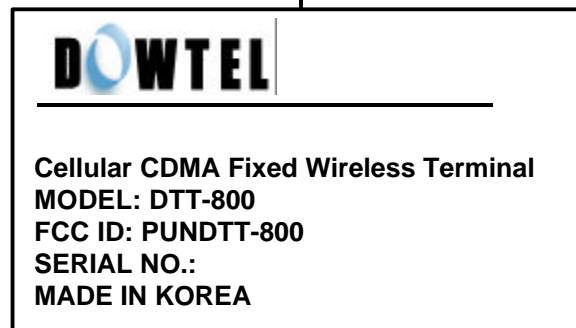 DOWTEL
Cellular CDMA Fixed Wireless Terminal
MODEL: DTT-800
FCC ID: PUNDTT-800
SERIAL NO.:
MADE IN KOREA